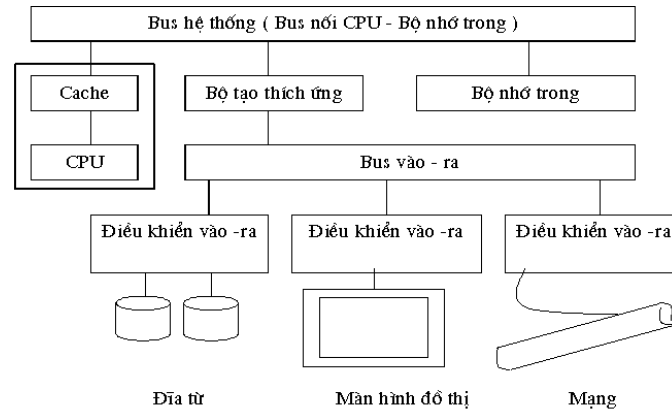 Bus hệ thống ( Bus nối CPU - Bộ nhớ trong )
Cache
Bộ tạo thích ứng
Bộ nhớ trong
CPU
Bus vào - ra
Điều khiển vào -ra
Điều khiển vào -ra
Điều khiển vào -ra
Đĩa từ
Màn hình đồ thị
Mạng